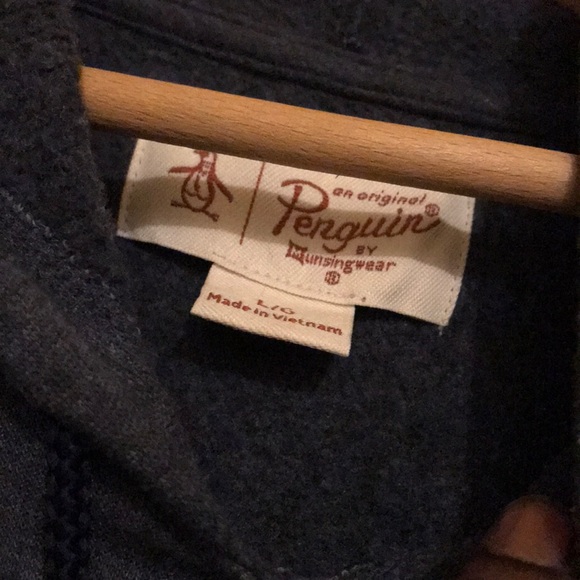 an original
Penguin®
BY
Munsingwear
®
L/G
Made in Vietnam